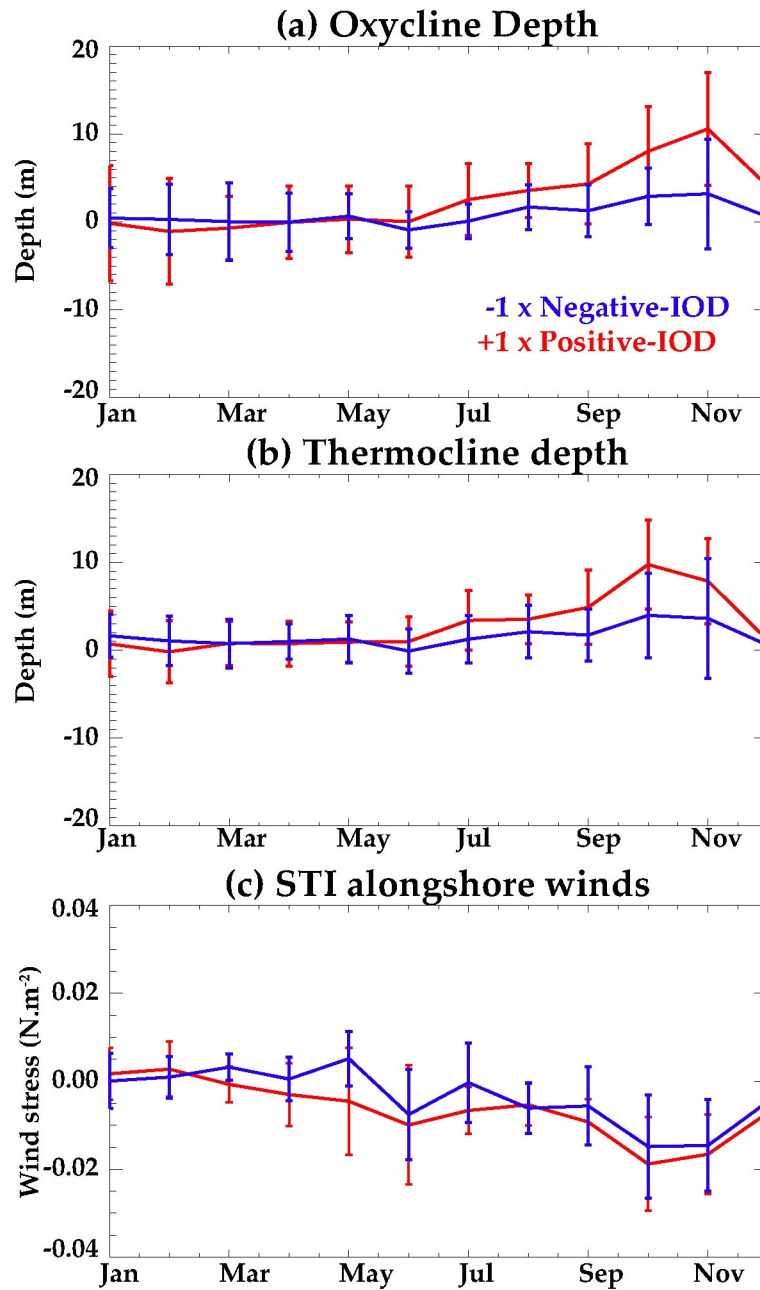 (a) Oxycline Depth
20
10
0
-10
-20
Depth (m)
-1 x Negative-IOD
+1 x Positive-IOD
Jan Mar May Jul Sep Nov
(b) Thermocline depth
20
10
0
-10
-20
Depth (m)
Jan Mar May Jul Sep Nov
(c) STI alongshore winds
0.04
0.02
0.00
-0.02
-0.04
Wind stress (N.m⁻²)
Jan Mar May Jul Sep Nov